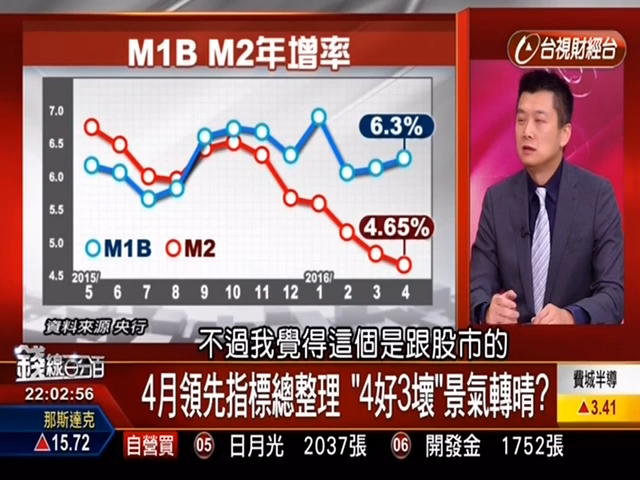 M1B M2年增率
台視財經台
7.0
6.5
6.0
5.5
5.0
4.5
6.3%
4.65%
M1B M2
2015/ 2016/
5 6 7 8 9 10 11 12 1 2 3 4
資料來源 央行
不過我覺得這個是跟股市的
錢線百分百
4月領先指標總整理 "4好3壞"景氣轉晴?
22:02:56
費城半導
▲3.41
那斯達克
▲15.72
自營買 05 日月光 2037張 06 開發金 1752張